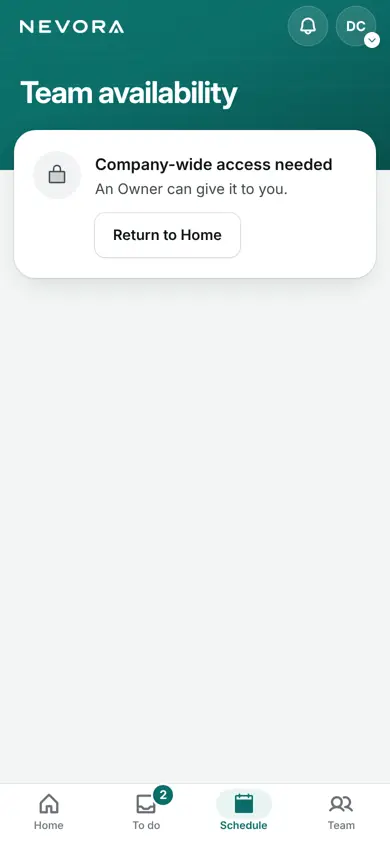 NEVORA
DC
Team availability
Company-wide access needed
An Owner can give it to you.
Return to Home
2
Home
To do
Schedule
Team